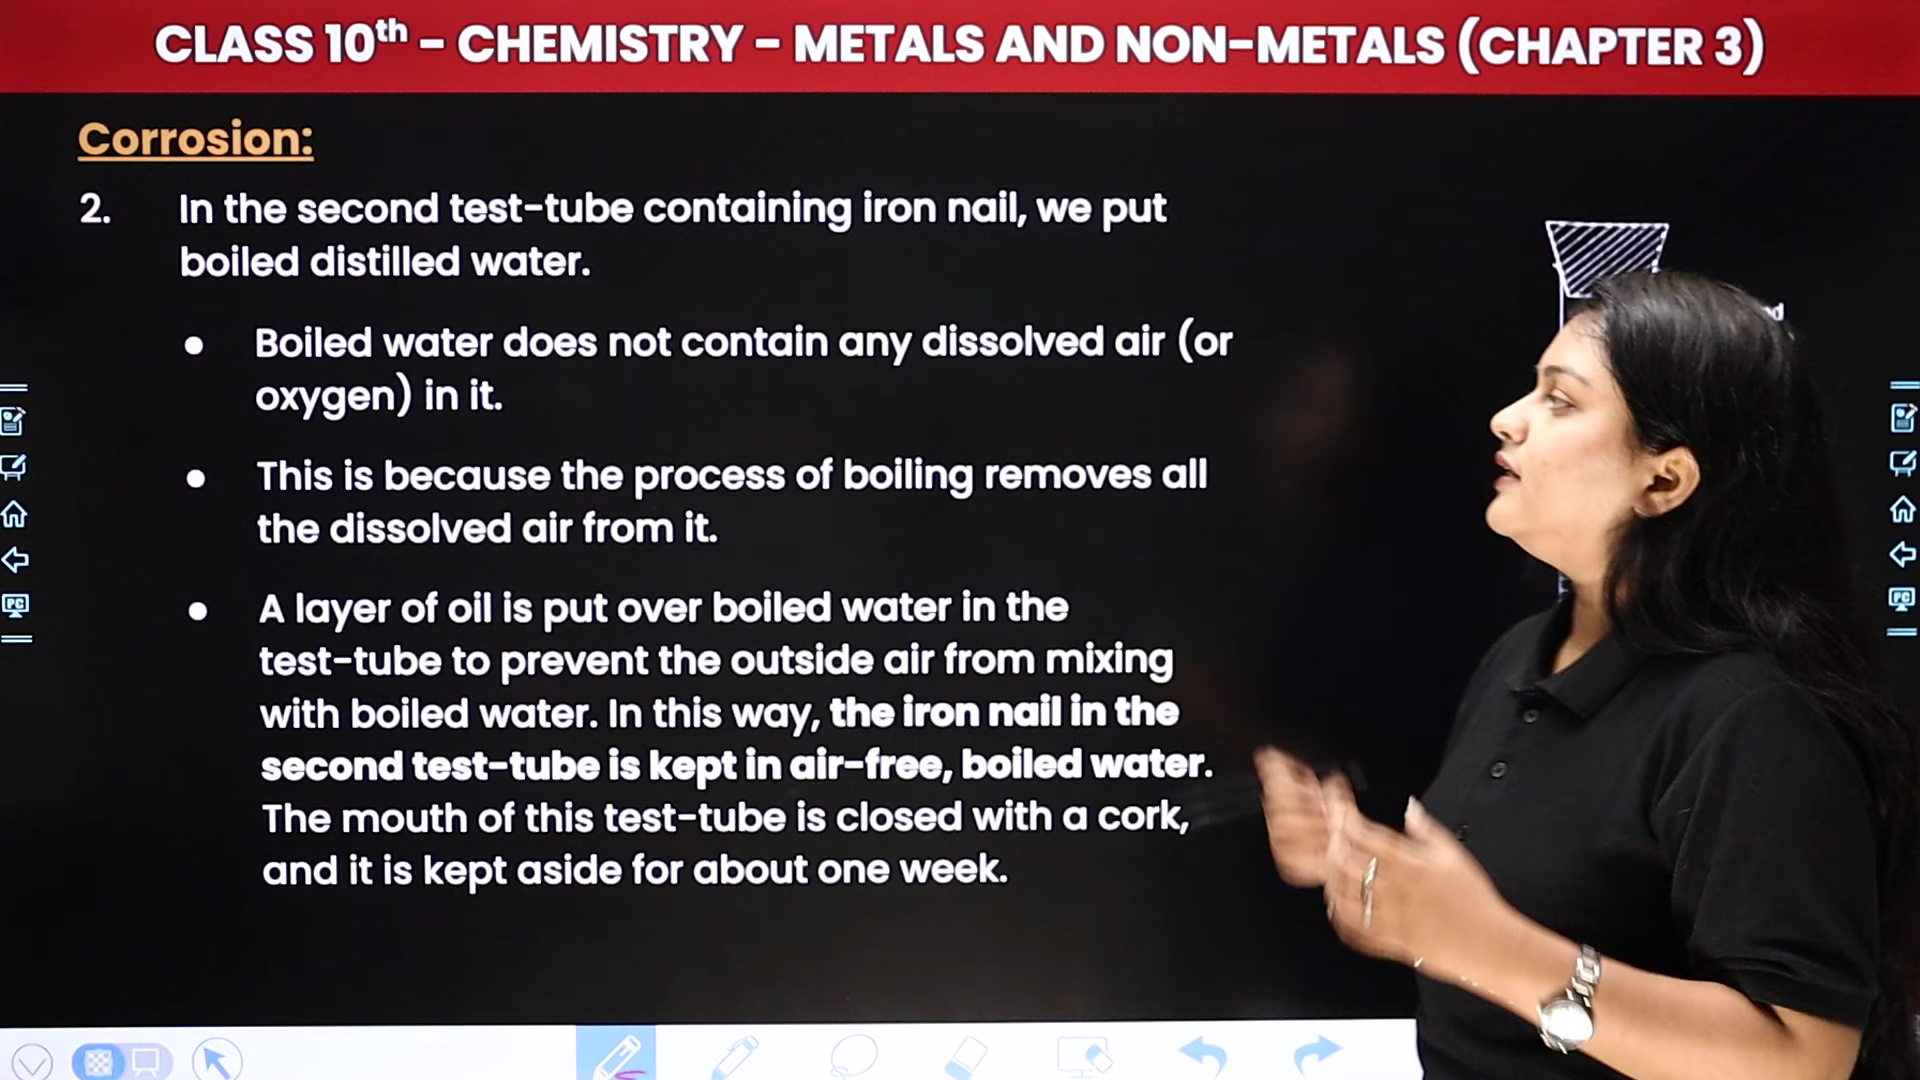 CLASS 10th – CHEMISTRY – METALS AND NON-METALS (CHAPTER 3)
Corrosion:
2. In the second test-tube containing iron nail, we put
boiled distilled water.
● Boiled water does not contain any dissolved air (or
oxygen) in it.
● This is because the process of boiling removes all
the dissolved air from it.
● A layer of oil is put over boiled water in the
test-tube to prevent the outside air from mixing
with boiled water. In this way, the iron nail in the
second test-tube is kept in air-free, boiled water.
The mouth of this test-tube is closed with a cork,
and it is kept aside for about one week.
PC
PC